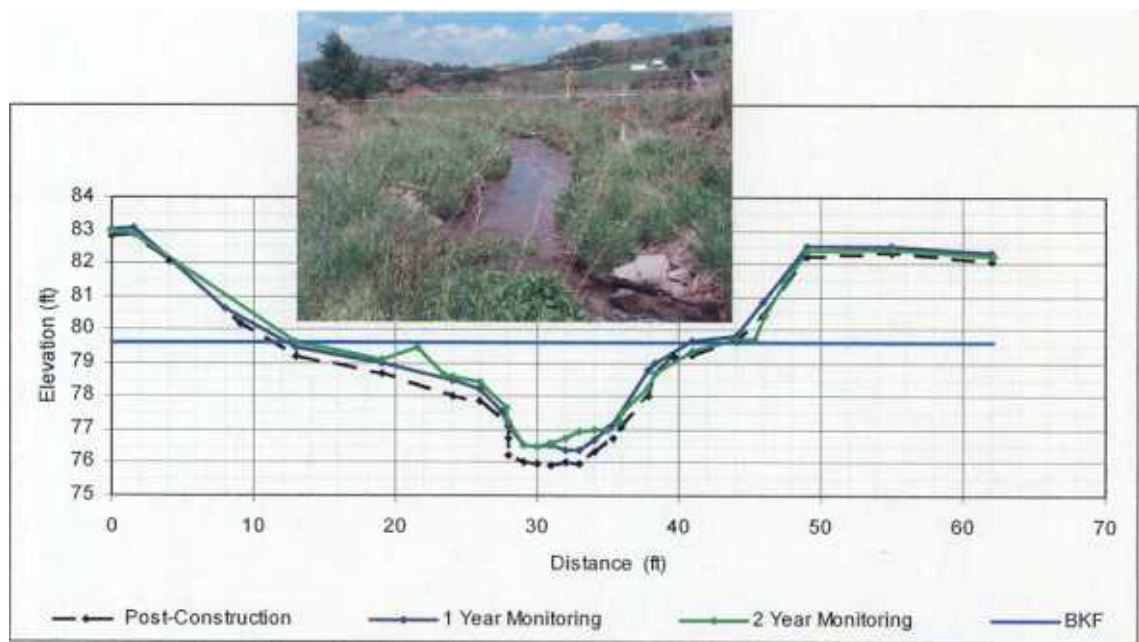 84
83
82
81
80
79
78
77
76
75
Elevation (ft)
0 10 20 30 40 50 60 70
Distance (ft)
Post-Construction 1 Year Monitoring 2 Year Monitoring BKF